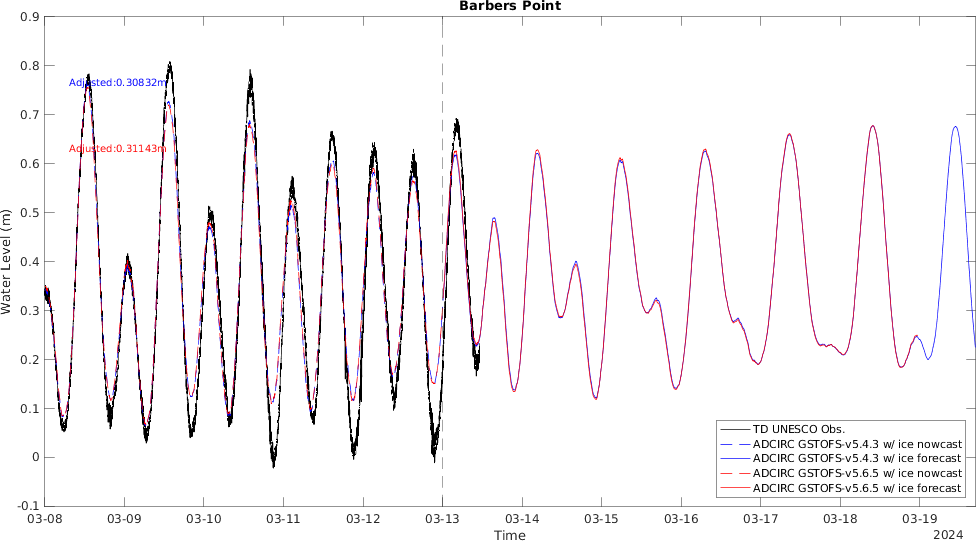 Barbers Point
0.9
0.8
0.7
0.6
0.5
0.4
0.3
0.2
0.1
0
-0.1
Water Level (m)
Adjusted:0.30832m
Adjusted:0.31143m
TD UNESCO Obs.
ADCIRC GSTOFS-v5.4.3 w/ ice nowcast
ADCIRC GSTOFS-v5.4.3 w/ ice forecast
ADCIRC GSTOFS-v5.6.5 w/ ice nowcast
ADCIRC GSTOFS-v5.6.5 w/ ice forecast
03-08 03-09 03-10 03-11 03-12 03-13 03-14 03-15 03-16 03-17 03-18 03-19
Time
2024